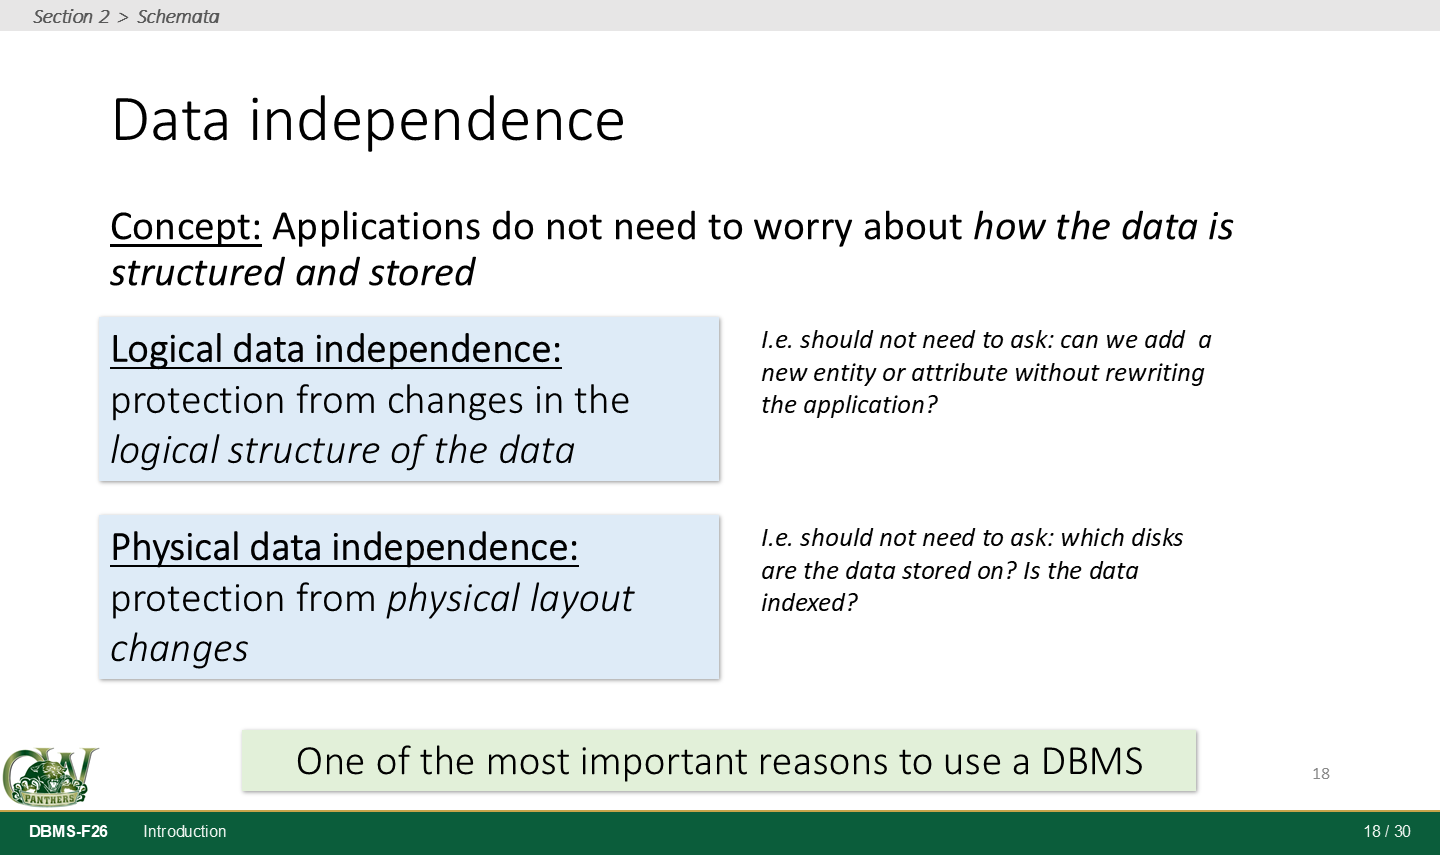 Section 2 > Schemata
Data independence
Concept: Applications do not need to worry about how the data is
structured and stored
Logical data independence:
protection from changes in the
logical structure of the data
I.e. should not need to ask: can we add  a
new entity or attribute without rewriting
the application?
Physical data independence:
protection from physical layout
changes
I.e. should not need to ask: which disks
are the data stored on? Is the data
indexed?
One of the most important reasons to use a DBMS
18
OW
PANTHERS
DBMS-F26 Introduction 18 / 30